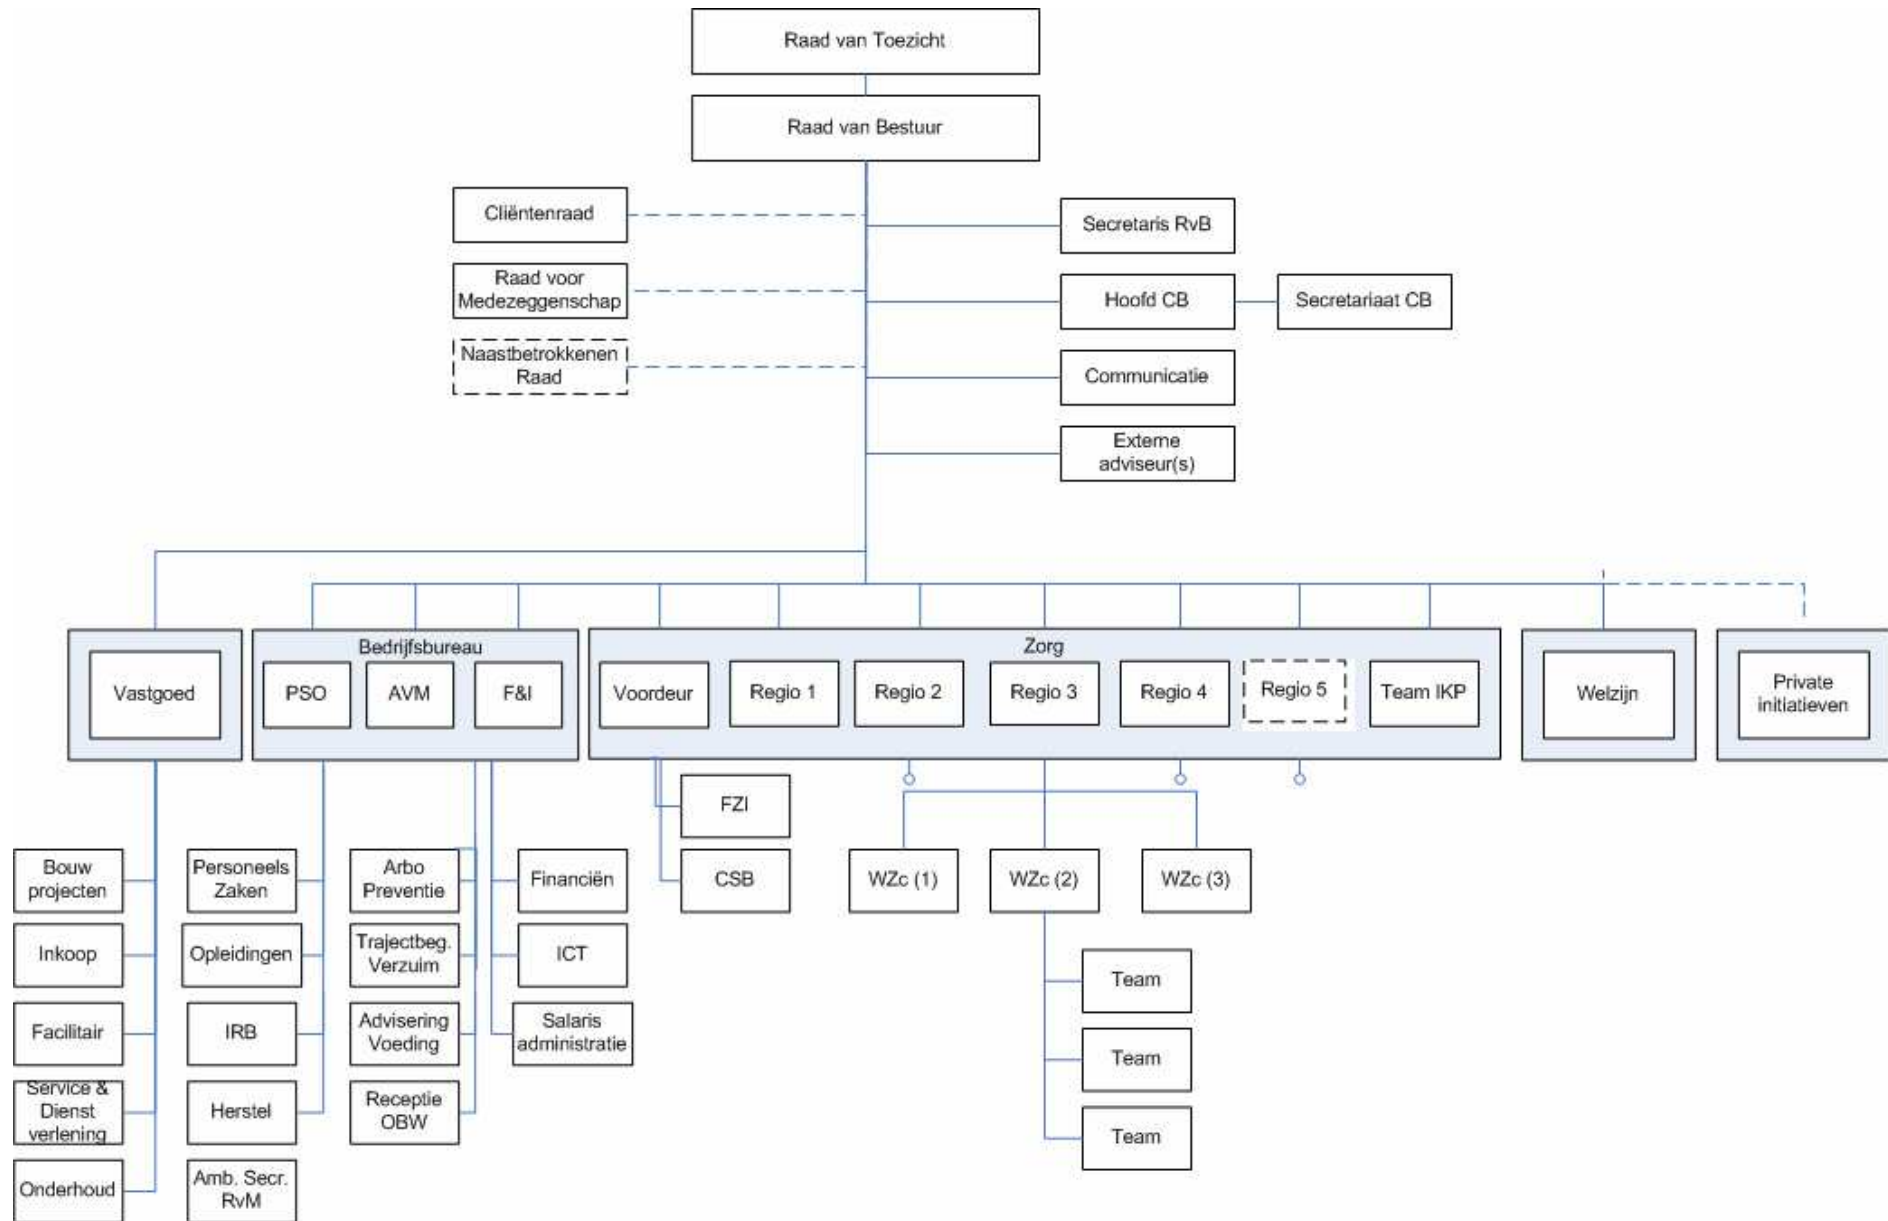 Raad van Toezicht
Raad van Bestuur
Cliëntenraad
Secretaris RvB
Raad voor
Medezeggenschap
Hoofd CB
Secretariaat CB
Naastbetrokkenen
Raad
Communicatie
Externe
adviseur(s)
Vastgoed
Bedrijfsbureau
PSO
AVM
F&I
Zorg
Voordeur
Regio 1
Regio 2
Regio 3
Regio 4
Regio 5
Team IKP
Welzijn
Private
initiatieven
FZI
CSB
Bouw
projecten
Inkoop
Facilitair
Service &
Dienst
verlening
Onderhoud
Personeels
Zaken
Opleidingen
IRB
Herstel
Amb. Secr.
RvM
Arbo
Preventie
Trajectbeg.
Verzuim
Advisering
Voeding
Receptie
OBW
Financiën
ICT
Salaris
administratie
WZc (1)
WZc (2)
WZc (3)
Team
Team
Team